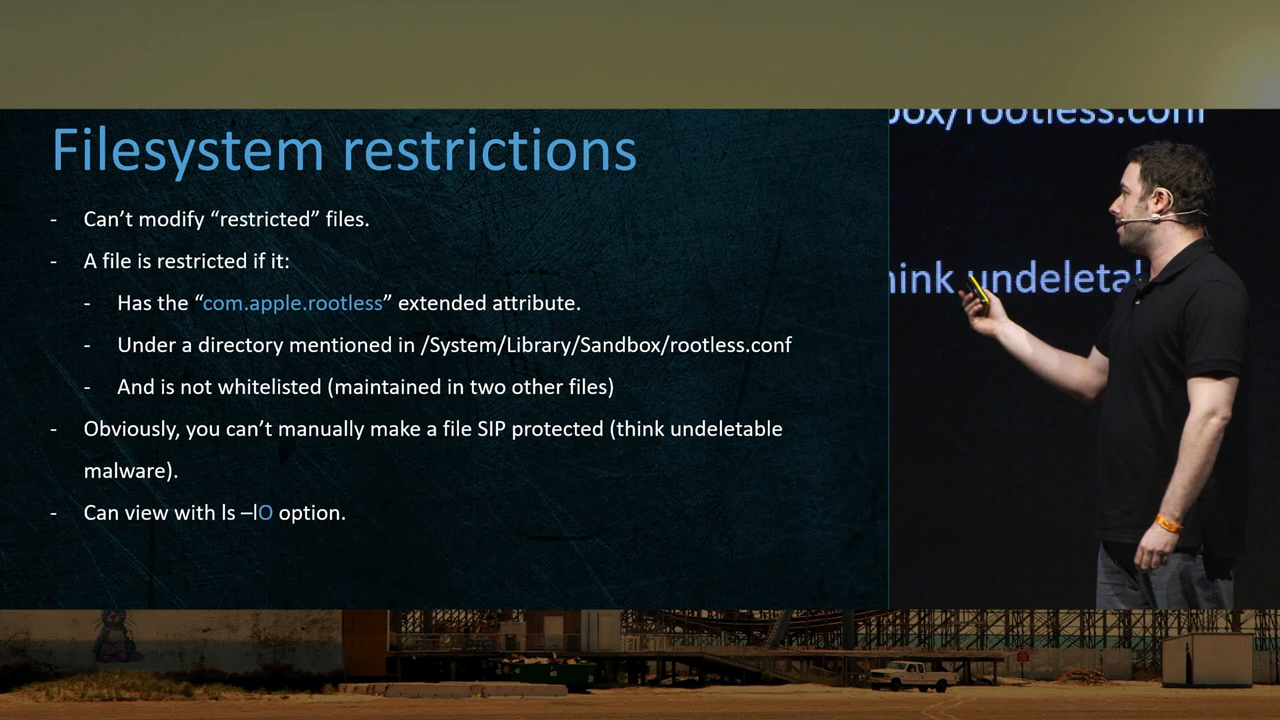 Filesystem restrictions
- Can’t modify “restricted” files.
- A file is restricted if it:
- Has the “com.apple.rootless” extended attribute.
- Under a directory mentioned in /System/Library/Sandbox/rootless.conf
- And is not whitelisted (maintained in two other files)
- Obviously, you can’t manually make a file SIP protected (think undeletable
malware).
- Can view with ls –lO option.
box/rootless.conf
hink undeletal